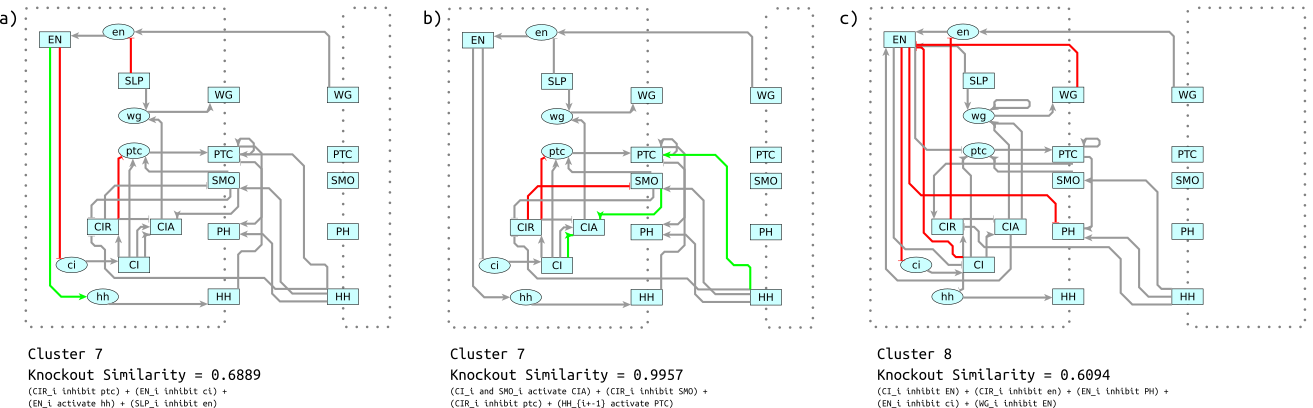 a)
EN
en
SLP
WG
WG
wg
ptc
PTC
PTC
SMO
SMO
CIR
CIA
PH
PH
ci
CI
hh
HH
HH
Cluster 7
Knockout Similarity = 0.6889
(CIR_i inhibit ptc) + (EN_i inhibit ci) +
(EN_i activate hh) + (SLP_i inhibit en)
b)
EN
en
SLP
WG
WG
wg
ptc
PTC
PTC
SMO
SMO
CIR
CIA
PH
PH
ci
CI
hh
HH
HH
Cluster 7
Knockout Similarity = 0.9957
(CI_i and SMO_i activate CIA) + (CIR_i inhibit SMO) +
(CIR_i inhibit ptc) + (HH_{i+-1} activate PTC)
c)
EN
en
SLP
WG
WG
wg
ptc
PTC
PTC
SMO
SMO
CIR
CIA
PH
PH
ci
CI
hh
HH
HH
Cluster 8
Knockout Similarity = 0.6094
(CI_i inhibit EN) + (CIR_i inhibit en) + (EN_i inhibit PH) +
(EN_i inhibit ci) + (WG_i inhibit EN)